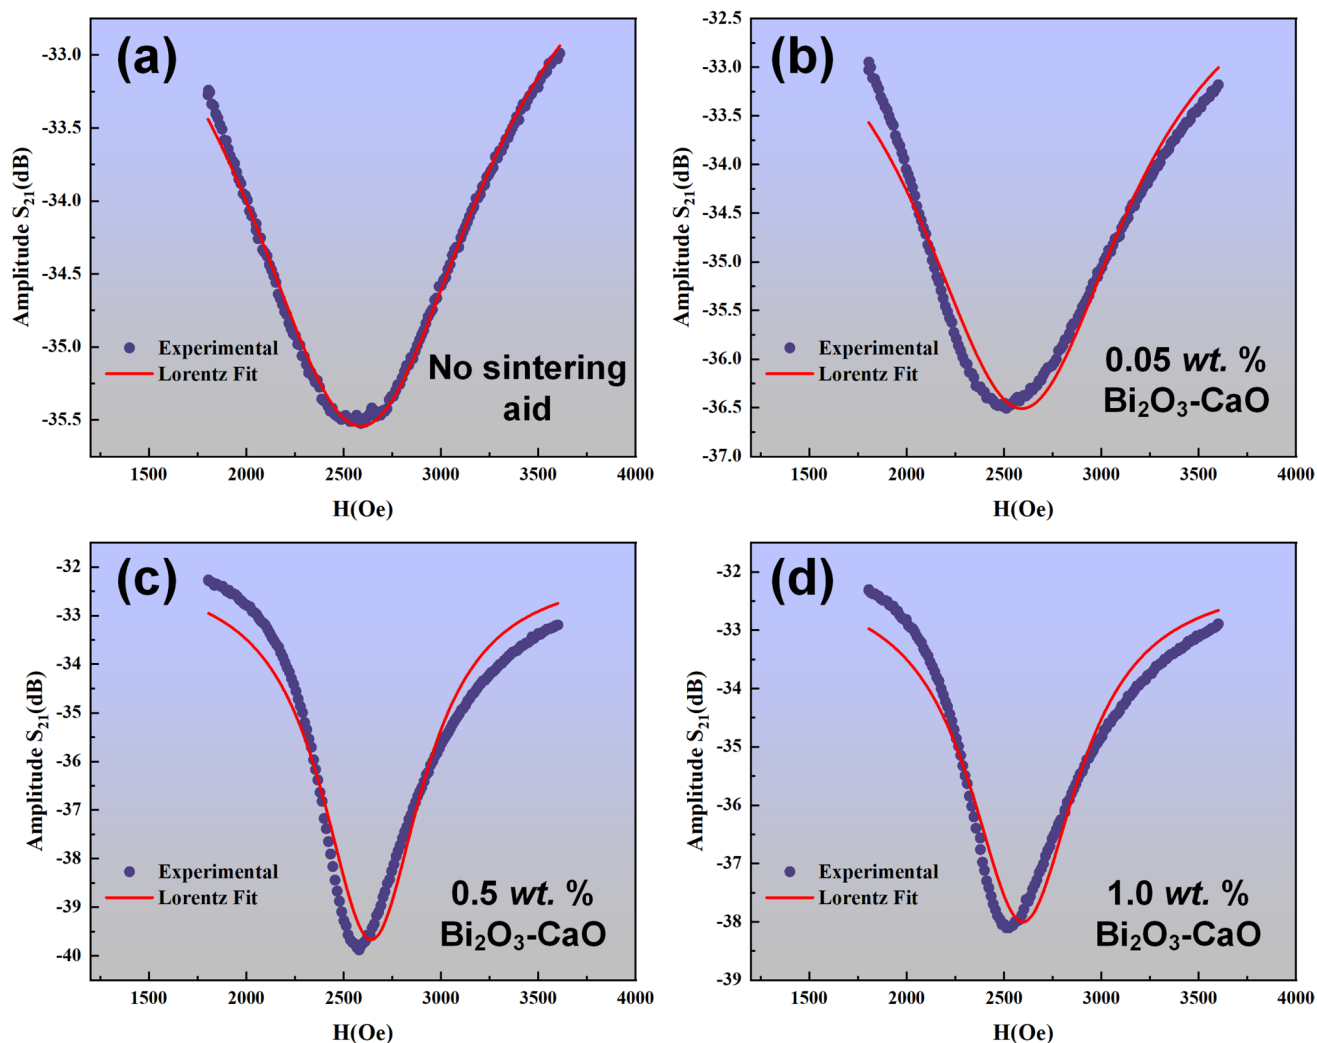 (a)
-33.0
-33.5
-34.0
-34.5
-35.0
-35.5
Amplitude S21(dB)
Experimental
Lorentz Fit
No sintering
aid
1500 2000 2500 3000 3500 4000
H(Oe)
(b)
-32.5
-33.0
-33.5
-34.0
-34.5
-35.0
-35.5
-36.0
-36.5
-37.0
Amplitude S21(dB)
Experimental
Lorentz Fit
0.05 wt. %
Bi2O3-CaO
1500 2000 2500 3000 3500 4000
H(Oe)
(c)
-32
-33
-34
-35
-36
-37
-38
-39
-40
Amplitude S21(dB)
Experimental
Lorentz Fit
0.5 wt. %
Bi2O3-CaO
1500 2000 2500 3000 3500 4000
H(Oe)
(d)
-32
-33
-34
-35
-36
-37
-38
-39
Amplitude S21(dB)
Experimental
Lorentz Fit
1.0 wt. %
Bi2O3-CaO
1500 2000 2500 3000 3500 4000
H(Oe)